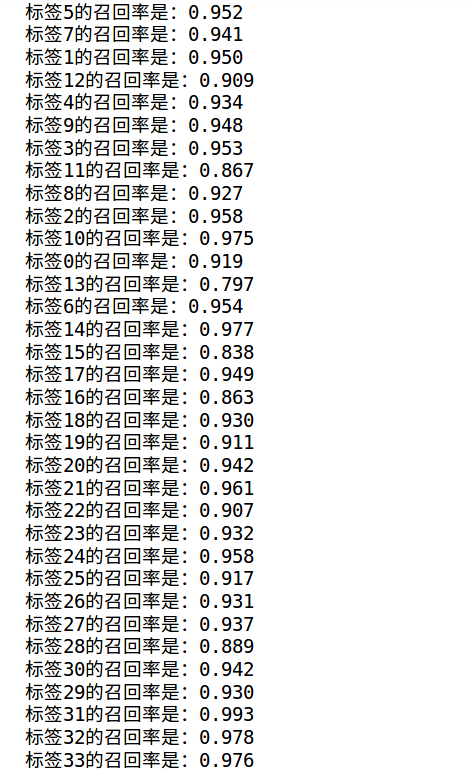 标签5的召回率是：0.952
标签7的召回率是：0.941
标签1的召回率是：0.950
标签12的召回率是：0.909
标签4的召回率是：0.934
标签9的召回率是：0.948
标签3的召回率是：0.953
标签11的召回率是：0.867
标签8的召回率是：0.927
标签2的召回率是：0.958
标签10的召回率是：0.975
标签0的召回率是：0.919
标签13的召回率是：0.797
标签6的召回率是：0.954
标签14的召回率是：0.977
标签15的召回率是：0.838
标签17的召回率是：0.949
标签16的召回率是：0.863
标签18的召回率是：0.930
标签19的召回率是：0.911
标签20的召回率是：0.942
标签21的召回率是：0.961
标签22的召回率是：0.907
标签23的召回率是：0.932
标签24的召回率是：0.958
标签25的召回率是：0.917
标签26的召回率是：0.931
标签27的召回率是：0.937
标签28的召回率是：0.889
标签30的召回率是：0.942
标签29的召回率是：0.930
标签31的召回率是：0.993
标签32的召回率是：0.978
标签33的召回率是：0.976